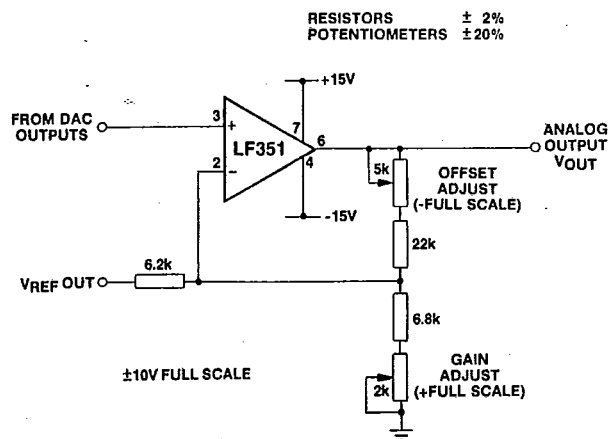 RESISTORS ± 2%
POTENTIOMETERS ±20%
+15V
FROM DAC
OUTPUTS
3
+
7
LF351
6
2
−
4
-15V
5k
ANALOG
OUTPUT
VOUT
OFFSET
ADJUST
(-FULL SCALE)
22k
6.2k
VREF OUT
6.8k
±10V FULL SCALE
GAIN
ADJUST
(+FULL SCALE)
2k